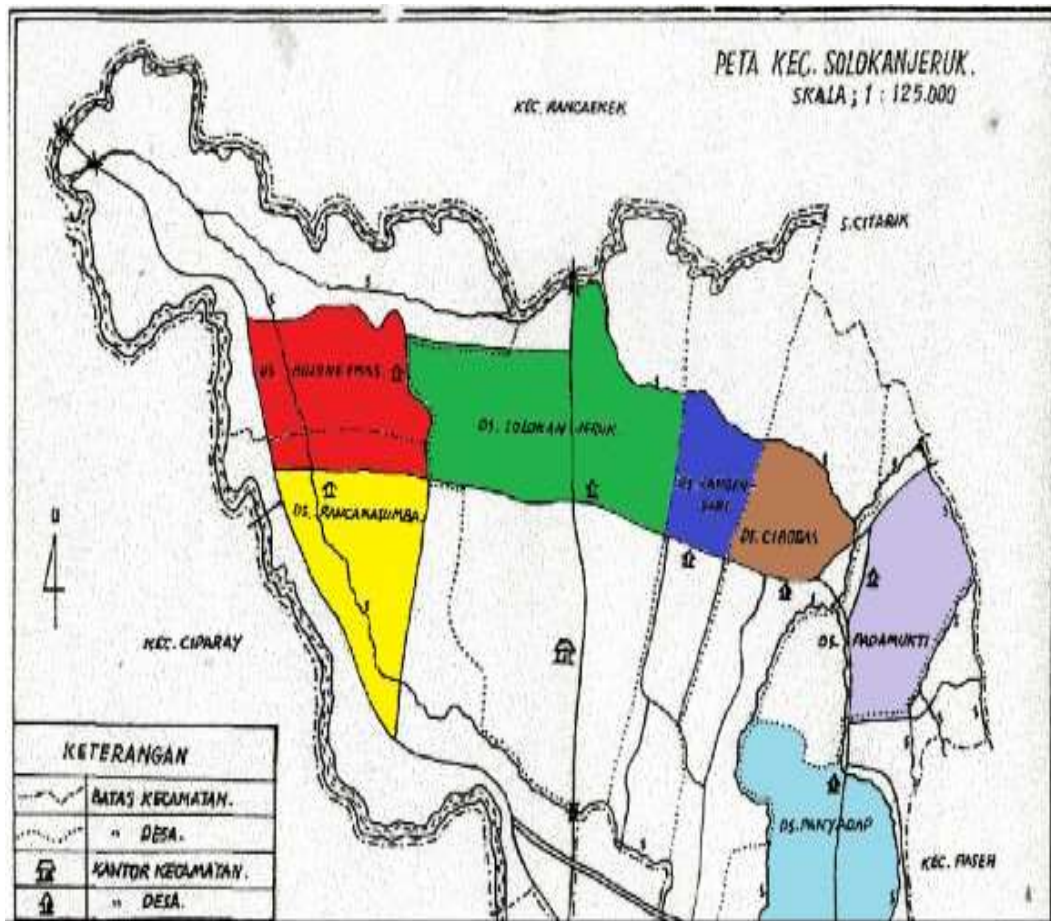 PETA KEC. SOLOKANJERUK.
SKALA; 1 : 125.000
KEC. RANCAEKEK
S. CITARIK
DS. SOLOKAN JERUK.
DS. RANCAKASUMBA.
DS. CIBODAS
KEC. CIPARAY
DS. PADAMUKTI
DS. PANYADAP
KEC. PASEH
KETERANGAN
BATAS KECAMATAN.
" DESA.
KANTOR KECAMATAN.
" DESA.
U